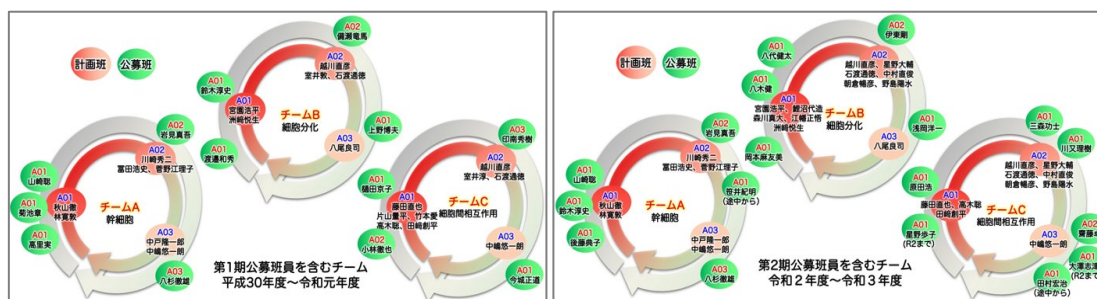 計画班
公募班
A02
備瀬竜馬
A02
越川直彦
室井敦、石渡通徳
A01
鈴木淳史
A01
宮園浩平
洲﨑悦生
チームB
細胞分化
A01
上野博夫
A03
八尾良司
A01
渡邉和秀
A02
岩見真吾
A02
川崎秀二
冨田浩史、菅野江理子
A01
山崎聡
A01
秋山徹
林寛敦
チームA
幹細胞
A01
菊池章
A01
高里実
A03
中戸隆一郎
中嶋悠一朗
A03
八杉徹雄
A03
印南秀樹
A02
越川直彦
室井淳、石渡通徳
A01
樋田京子
A01
藤田直也
片山量平、竹本愛
高木聡、田﨑創平
チームC
細胞間相互作用
A02
小林徹也
A03
中嶋悠一朗
A01
今城正道
第1期公募班員を含むチーム
平成30年度〜令和元年度
計画班
公募班
A02
伊東剛
A02
越川直彦、星野大輔
石渡通徳、中村直俊
朝倉暢彦、野島陽水
A01
八代健太
A01
八木健
A01
宮園浩平、鯉沼代造
森川真大、江幡正悟
洲﨑悦生
チームB
細胞分化
A01
浅岡洋一
A03
八尾良司
A01
岡本麻友美
A02
岩見真吾
A02
川崎秀二
冨田浩史、菅野江理子
A01
笹井紀明
(途中から)
A01
山崎聡
A01
鈴木淳史
A01
秋山徹
林寛敦
チームA
幹細胞
A01
後藤典子
A03
中戸隆一郎
中嶋悠一朗
A03
八杉徹雄
A01
三森功士
A01
川又理樹
A02
越川直彦、星野大輔
石渡通徳、中村直俊
朝倉暢彦、野島陽水
A01
原田浩
A01
藤田直也、高木聡
田﨑創平
チームC
細胞間相互作用
A01
星野歩子
(R2まで)
A03
中嶋悠一朗
A02
齋藤
A01
大澤志津
(R2まで)
A01
田村宏治
(途中から)
第2期公募班員を含むチーム
令和2年度〜令和3年度